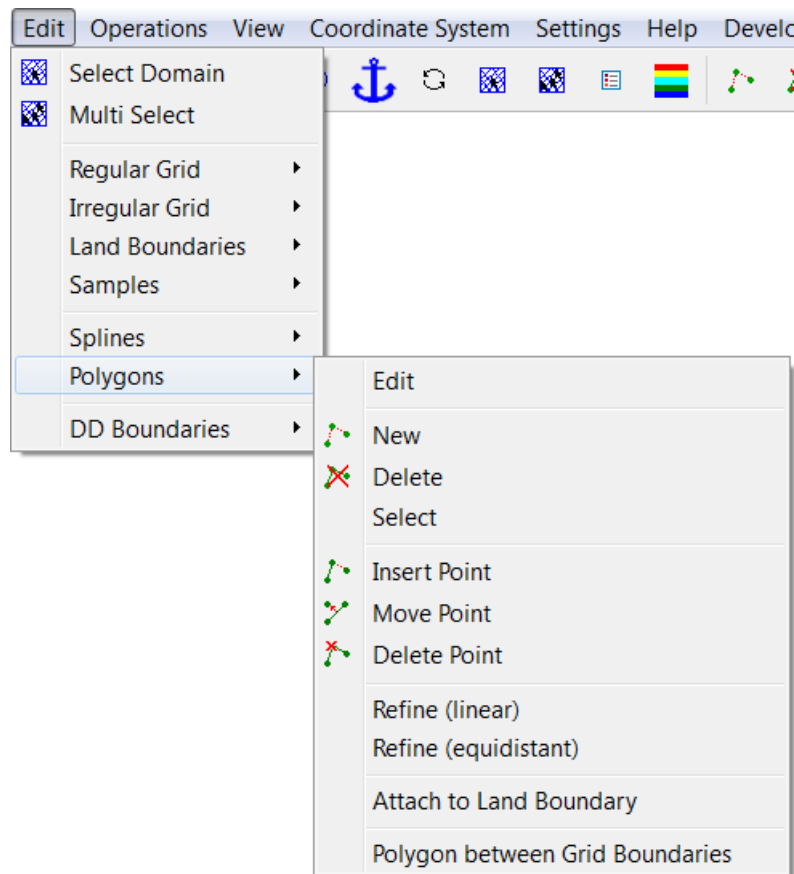 Edit Operations View Coordinate System Settings Help Develo
Select Domain
Multi Select
Regular Grid
Irregular Grid
Land Boundaries
Samples
Splines
Polygons
DD Boundaries
Edit
New
Delete
Select
Insert Point
Move Point
Delete Point
Refine (linear)
Refine (equidistant)
Attach to Land Boundary
Polygon between Grid Boundaries